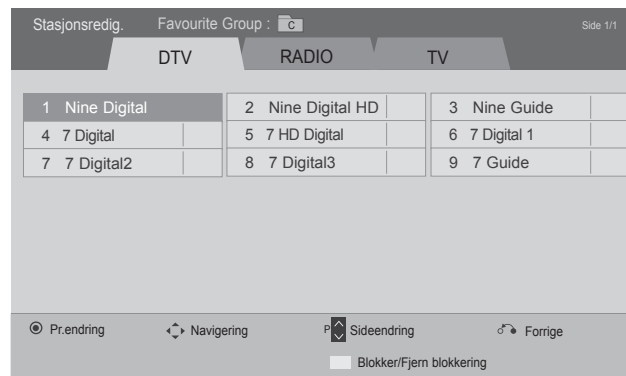 Stasjonsredig. Favourite Group : C Side 1/1
DTV RADIO TV
1 Nine Digital 2 Nine Digital HD 3 Nine Guide
4 7 Digital 5 7 HD Digital 6 7 Digital 1
7 7 Digital2 8 7 Digital3 9 7 Guide
Pr.endring Navigering P Sideendring Forrige
Blokker/Fjern blokkering